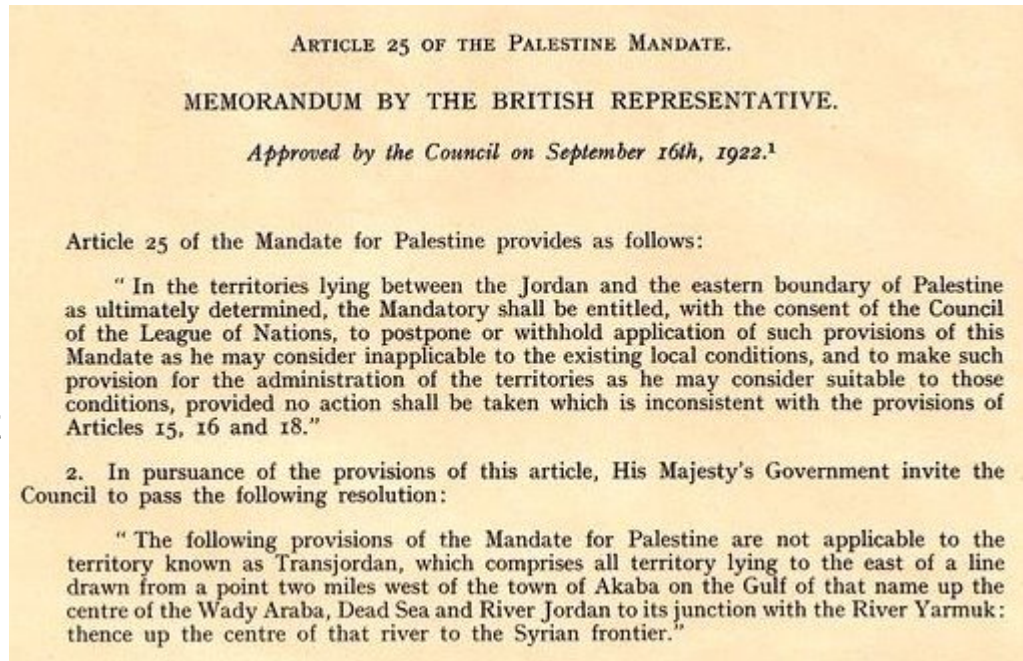 ARTICLE 25 OF THE PALESTINE MANDATE.
MEMORANDUM BY THE BRITISH REPRESENTATIVE.
Approved by the Council on September 16th, 1922.¹
Article 25 of the Mandate for Palestine provides as follows:
“ In the territories lying between the Jordan and the eastern boundary of Palestine
as ultimately determined, the Mandatory shall be entitled, with the consent of the Council
of the League of Nations, to postpone or withhold application of such provisions of this
Mandate as he may consider inapplicable to the existing local conditions, and to make such
provision for the administration of the territories as he may consider suitable to those
conditions, provided no action shall be taken which is inconsistent with the provisions of
Articles 15, 16 and 18.”
2. In pursuance of the provisions of this article, His Majesty's Government invite the
Council to pass the following resolution:
“ The following provisions of the Mandate for Palestine are not applicable to the
territory known as Transjordan, which comprises all territory lying to the east of a line
drawn from a point two miles west of the town of Akaba on the Gulf of that name up the
centre of the Wady Araba, Dead Sea and River Jordan to its junction with the River Yarmuk:
thence up the centre of that river to the Syrian frontier.”